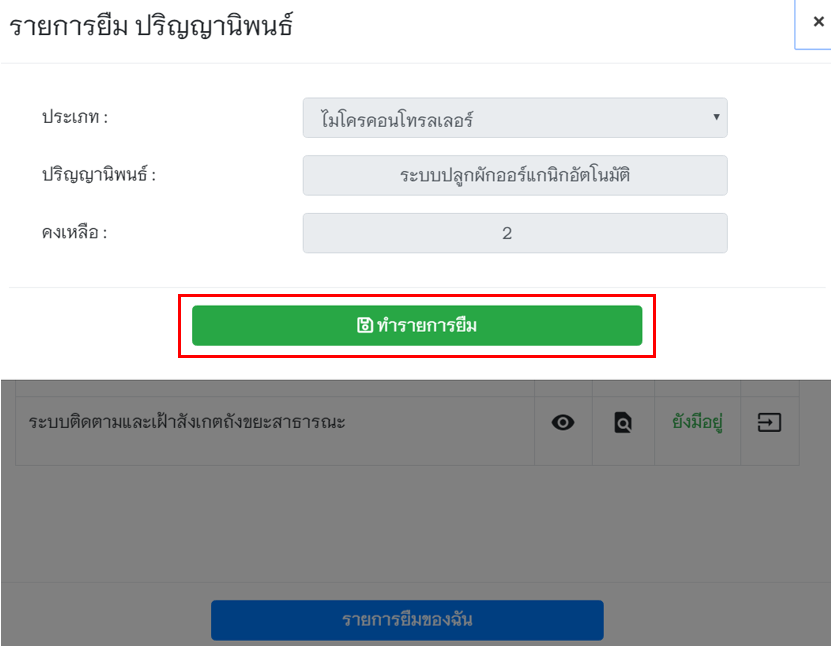 รายการยืม ปริญญานิพนธ์
×
ประเภท :
ไมโครคอนโทรลเลอร์
ปริญญานิพนธ์ :
ระบบปลูกผักออร์แกนิกอัตโนมัติ
คงเหลือ :
2
ทำรายการยืม
ระบบติดตามและเฝ้าสังเกตถังขยะสาธารณะ
ยังมีอยู่
รายการยืมของฉัน